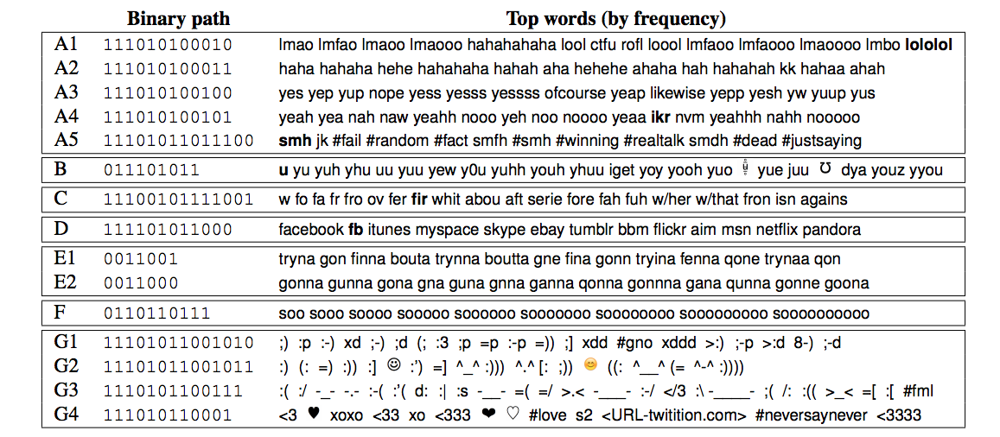 Binary path Top words (by frequency)
A1 111010100010 lmao lmfao lmaoo lmaooo hahahahaha lool ctfu rofl loool lmfaoo lmfaooo lmaoooo lmbo lololol
A2 111010100011 haha hahaha hehe hahahaha hahah aha hehehe ahaha hah hahahah kk hahaa ahah
A3 111010100100 yes yep yup nope yess yesss yessss ofcourse yeap likewise yepp yesh yw yuup yus
A4 111010100101 yeah yea nah naw yeahh nooo yeh noo noooo yeaa ikr nvm yeahhh nahh nooooo
A5 11101011011100 smh jk #fail #random #fact smfh #smh #winning #realtalk smdh #dead #justsaying
B 011101011 u yu yuh yhu uu yuu yew y0u yuhh youh yhuu iget yoy yooh yuo yue juu ℧ dya youz yyou
C 11100101111001 w fo fa fr fro ov fer fir whit abou aft serie fore fah fuh w/her w/that fron isn agains
D 111101011000 facebook fb itunes myspace skype ebay tumblr bbm flickr aim msn netflix pandora
E1 0011001 tryna gon finna bouta trynna boutta gne fina gonn tryina fenna qone trynaa qon
E2 0011000 gonna gunna gona gna guna gnna ganna qonna gonnna gana qunna gonne goona
F 0110110111 soo sooo soooo sooooo soooooo sooooooo soooooooo sooooooooo soooooooooo
G1 11101011001010 ;) :p :-) xd ;-) ;d (; :3 ;p =p :-p =)) ;] xdd #gno xddd >:) ;-p >:d 8-) ;-d
G2 11101011001011 :) (: =) :)) :] ☺ :') =] ^_^ :))) ^.^ [: ;)) 😊 ((: ^__^ (= ^-^ :))))
G3 1110101100111 :( :/ -_- -.- :-( :'( d: :| :s -__- =( =/ >.< -___- :-/ </3 :\ -____- ;( /: :(( >_< =[ :[ #fml
G4 111010110001 <3 ♥ xoxo <33 xo <333 ❤ ♡ #love s2 <URL-twitition.com> #neversaynever <3333